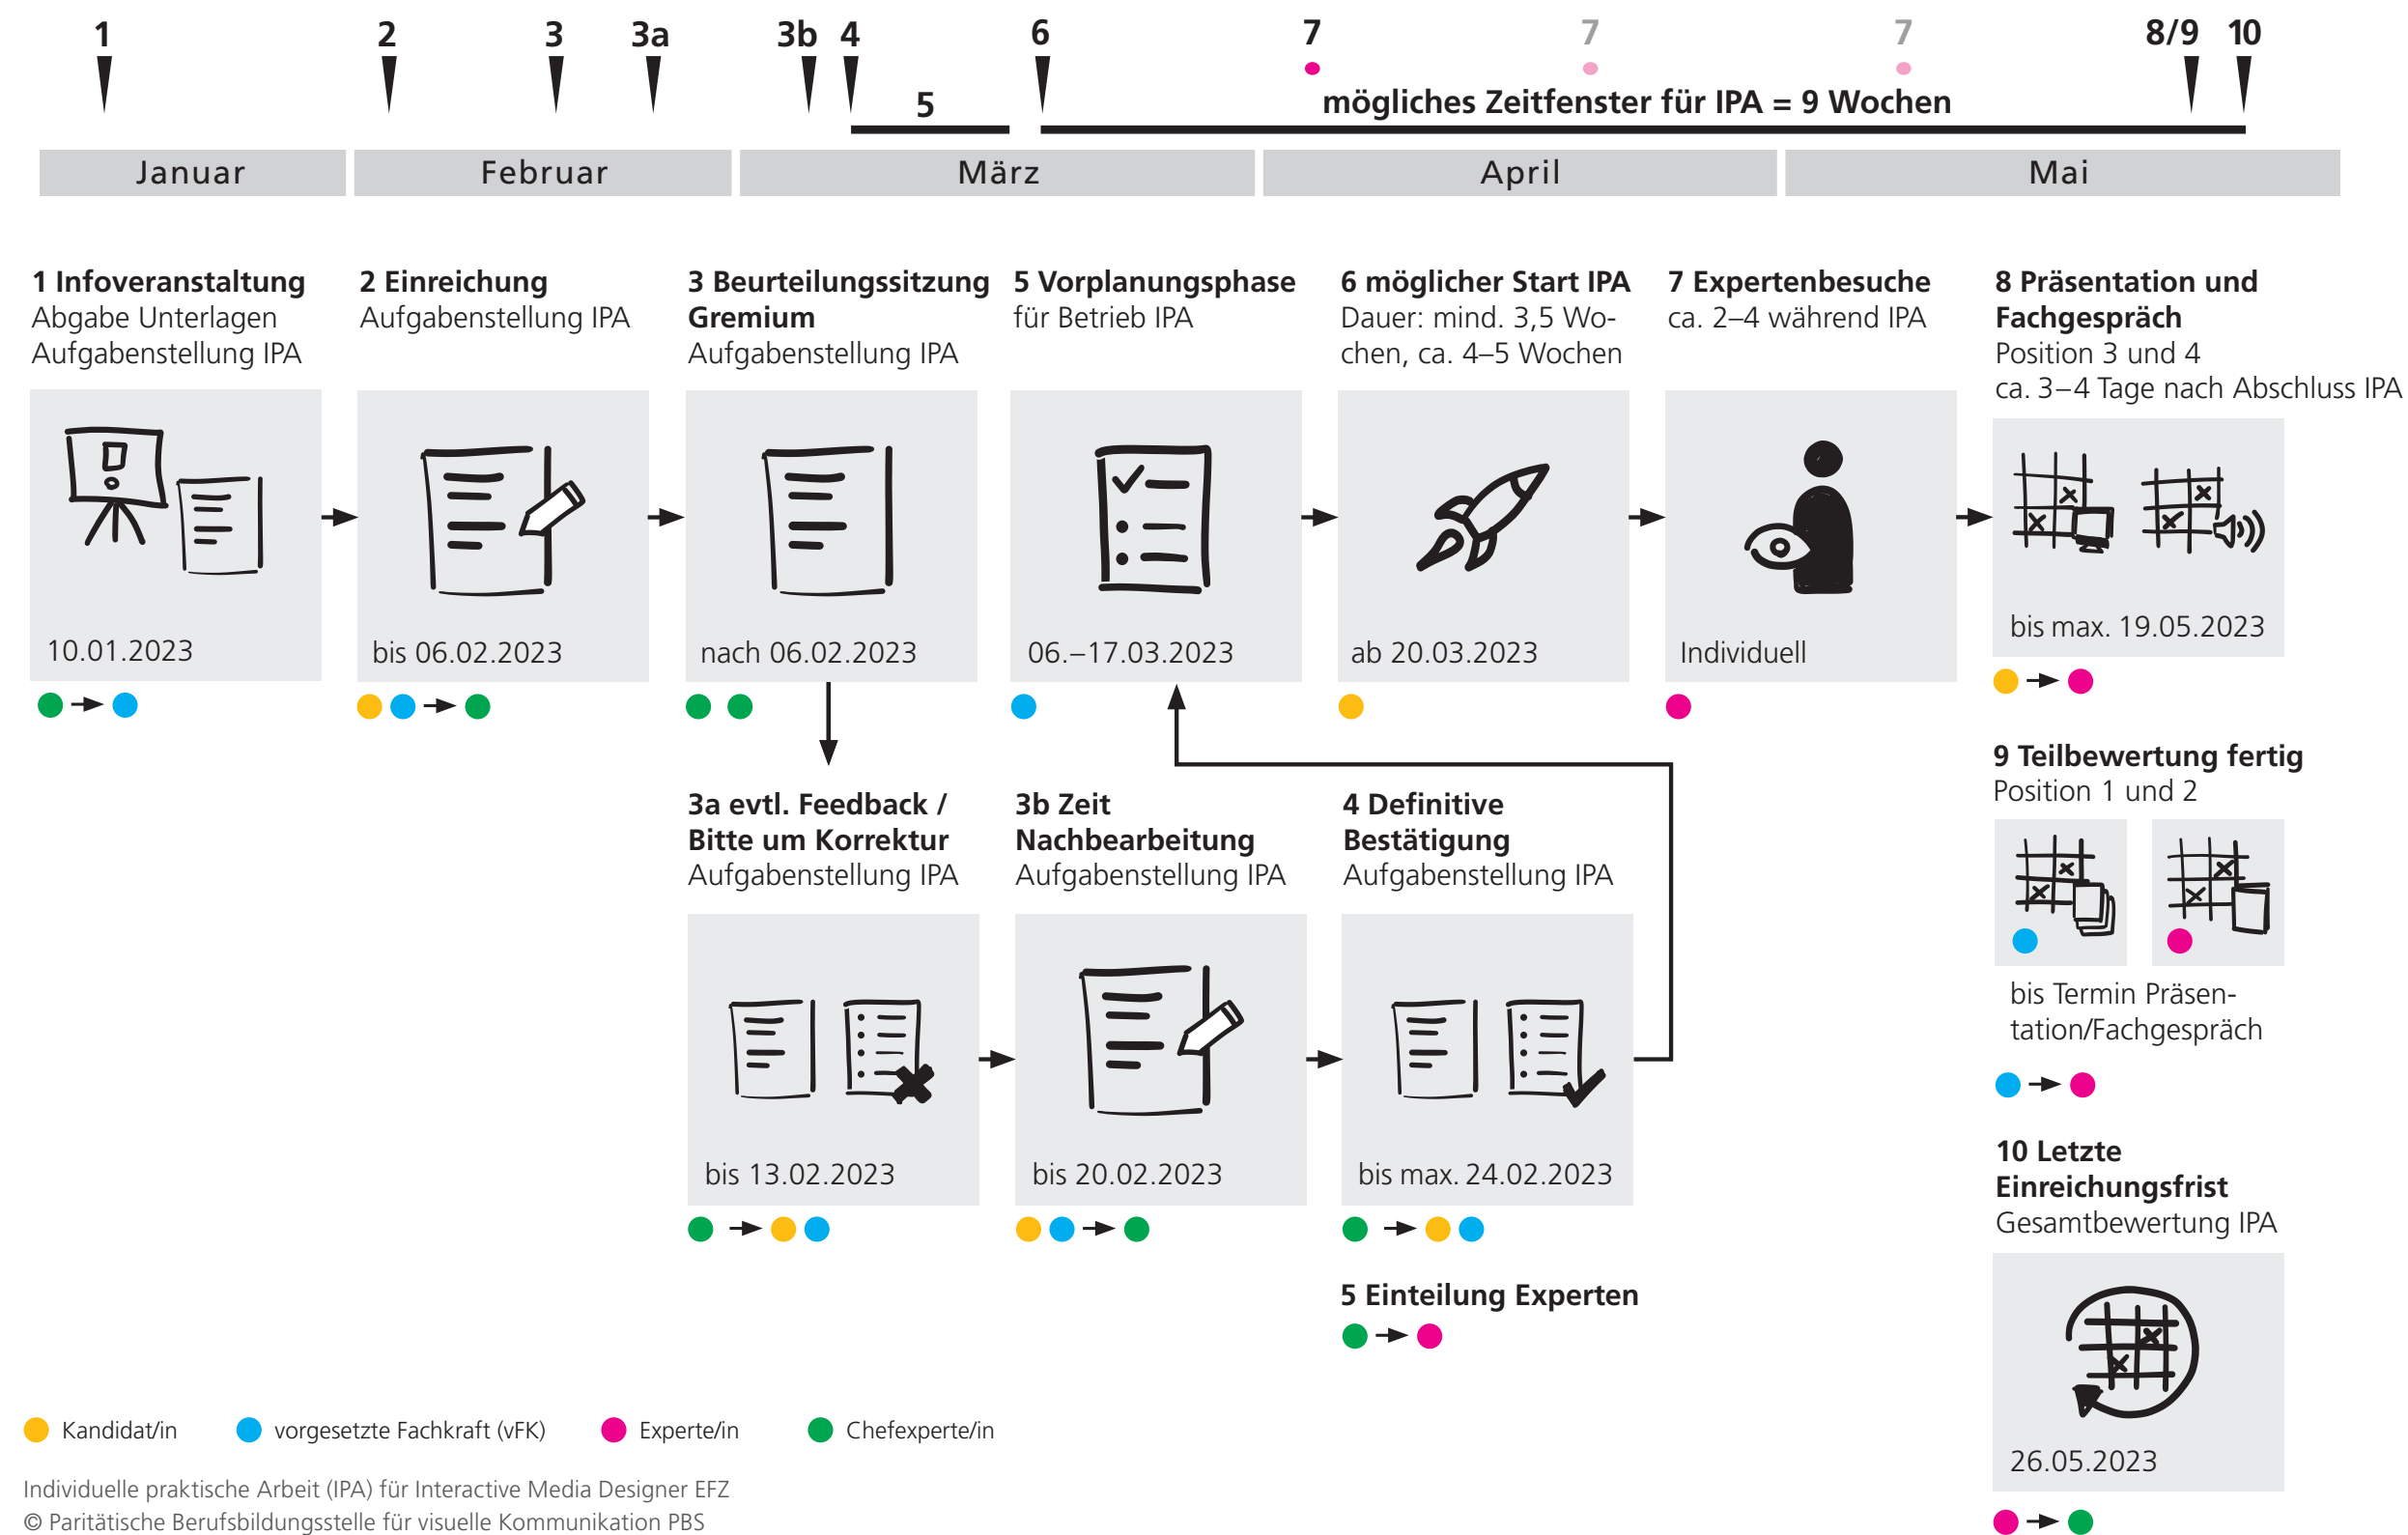 1 2 3 3a 3b 4 6 7 7 7 8/9 10
5
mögliches Zeitfenster für IPA = 9 Wochen
Januar Februar März April Mai
1 Infoveranstaltung
Abgabe Unterlagen
Aufgabenstellung IPA
10.01.2023
2 Einreichung
Aufgabenstellung IPA
bis 06.02.2023
3 Beurteilungssitzung
Gremium
Aufgabenstellung IPA
nach 06.02.2023
5 Vorplanungsphase
für Betrieb IPA
06.–17.03.2023
6 möglicher Start IPA
Dauer: mind. 3,5 Wo-
chen, ca. 4–5 Wochen
ab 20.03.2023
7 Expertenbesuche
ca. 2–4 während IPA
Individuell
8 Präsentation und
Fachgespräch
Position 3 und 4
ca. 3–4 Tage nach Abschluss IPA
bis max. 19.05.2023
3a evtl. Feedback /
Bitte um Korrektur
Aufgabenstellung IPA
bis 13.02.2023
3b Zeit
Nachbearbeitung
Aufgabenstellung IPA
bis 20.02.2023
4 Definitive
Bestätigung
Aufgabenstellung IPA
bis max. 24.02.2023
5 Einteilung Experten
9 Teilbewertung fertig
Position 1 und 2
bis Termin Präsen-
tation/Fachgespräch
10 Letzte
Einreichungsfrist
Gesamtbewertung IPA
26.05.2023
Kandidat/in vorgesetzte Fachkraft (vFK) Experte/in Chefexperte/in
Individuelle praktische Arbeit (IPA) für Interactive Media Designer EFZ
© Paritätische Berufsbildungsstelle für visuelle Kommunikation PBS